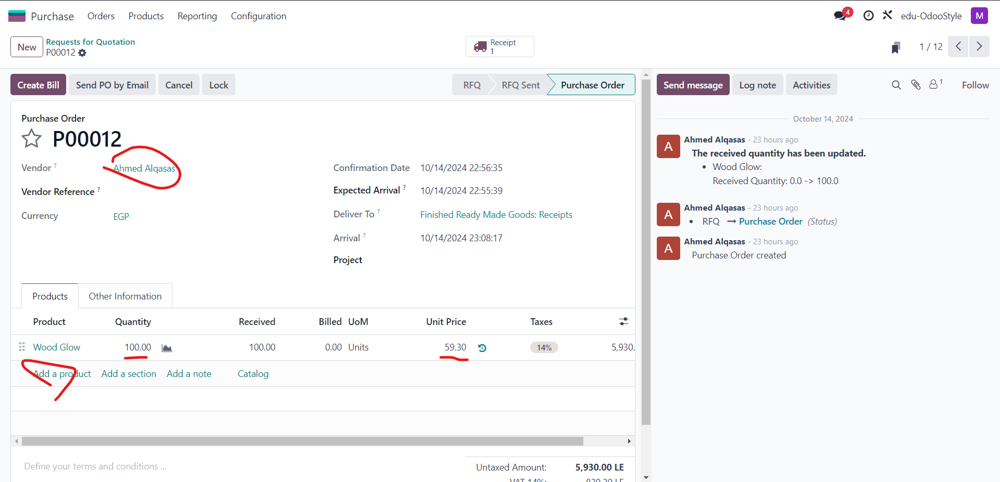 Purchase Orders Products Reporting Configuration 4 edu-OdooStyle M
New Requests for Quotation
P00012
Receipt
1
1 / 12
Create Bill Send PO by Email Cancel Lock RFQ RFQ Sent Purchase Order
Send message Log note Activities 1 Follow
Purchase Order
P00012
Vendor ? Ahmed Alqasas
Vendor Reference ?
Currency EGP
Confirmation Date 10/14/2024 22:56:35
Expected Arrival ? 10/14/2024 22:55:39
Deliver To ? Finished Ready Made Goods: Receipts
Arrival ? 10/14/2024 23:08:17
Project
Products Other Information
Product Quantity Received Billed UoM Unit Price Taxes
Wood Glow 100.00 100.00 0.00 Units 59.30 14% 5,930.
Add a product Add a section Add a note Catalog
Define your terms and conditions ...
Untaxed Amount: 5,930.00 LE
VAT 14%: 830.20 LE
October 14, 2024
A Ahmed Alqasas - 23 hours ago
The received quantity has been updated.
• Wood Glow:
Received Quantity: 0.0 -> 100.0
A Ahmed Alqasas - 23 hours ago
• RFQ → Purchase Order (Status)
A Ahmed Alqasas - 23 hours ago
Purchase Order created